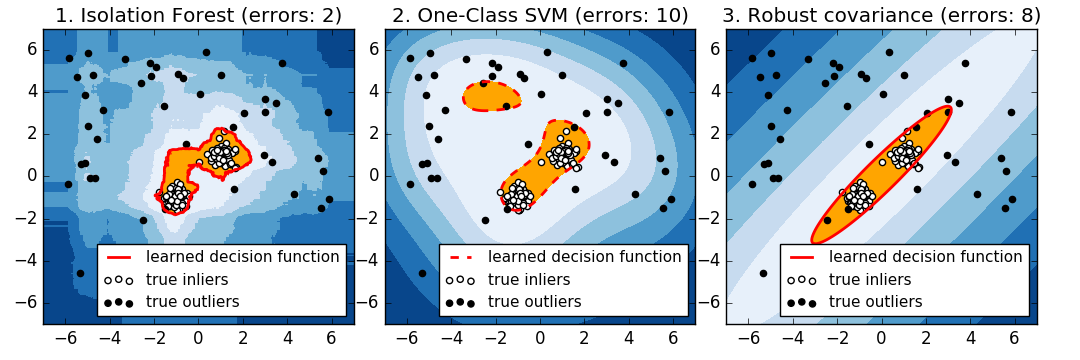 1. Isolation Forest (errors: 2)
2. One-Class SVM (errors: 10)
3. Robust covariance (errors: 8)
6
4
2
0
−2
−4
−6
learned decision function
true inliers
true outliers
−6 −4 −2 0 2 4 6
6
4
2
0
−2
−4
−6
learned decision function
true inliers
true outliers
−6 −4 −2 0 2 4 6
6
4
2
0
−2
−4
−6
learned decision function
true inliers
true outliers
−6 −4 −2 0 2 4 6